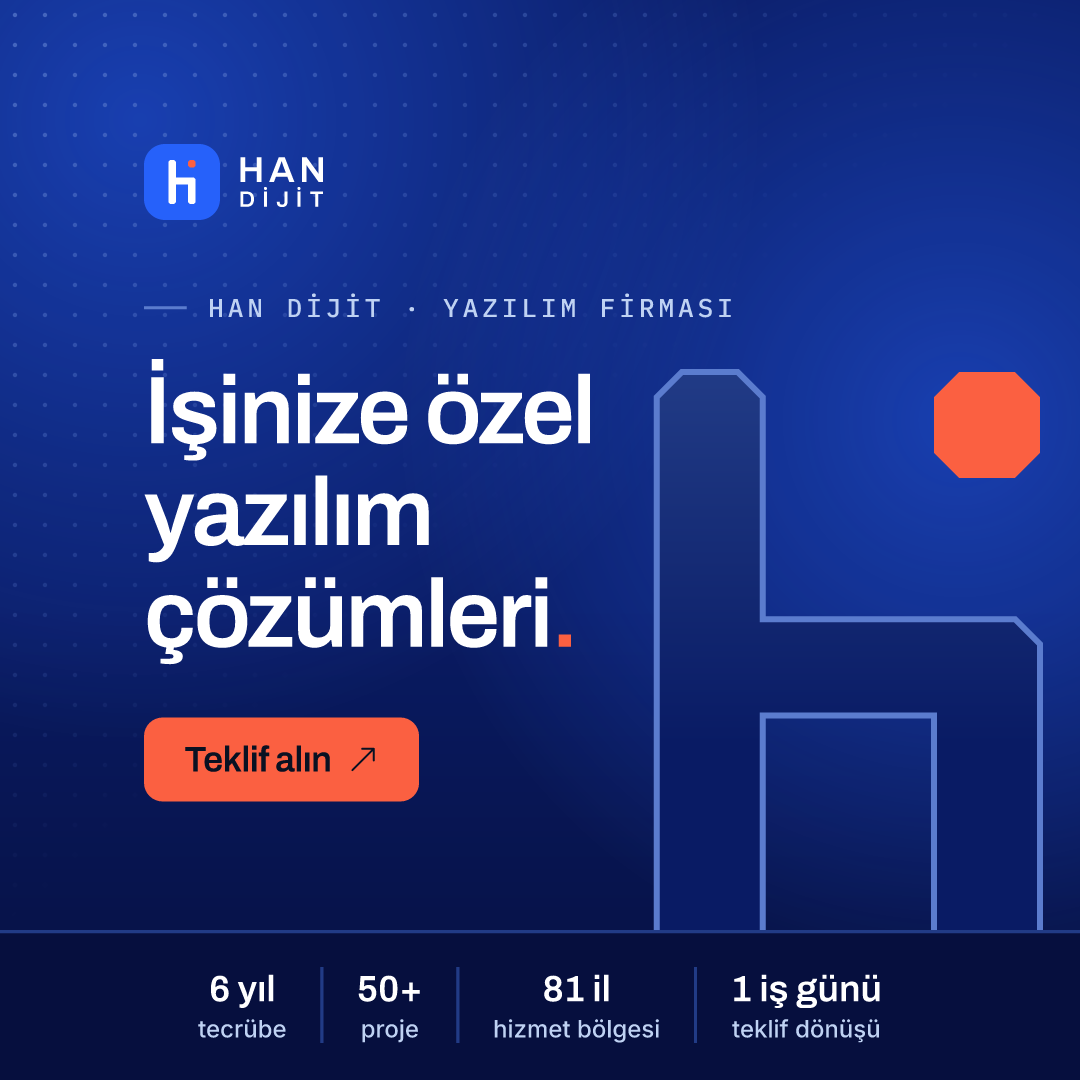 HAN
DİJİT
HAN DİJİT · YAZILIM FİRMASI
İşinize özel
yazılım
çözümleri.
Teklif alın
6 yıl
tecrübe
50+
proje
81 il
hizmet bölgesi
1 iş günü
teklif dönüşü